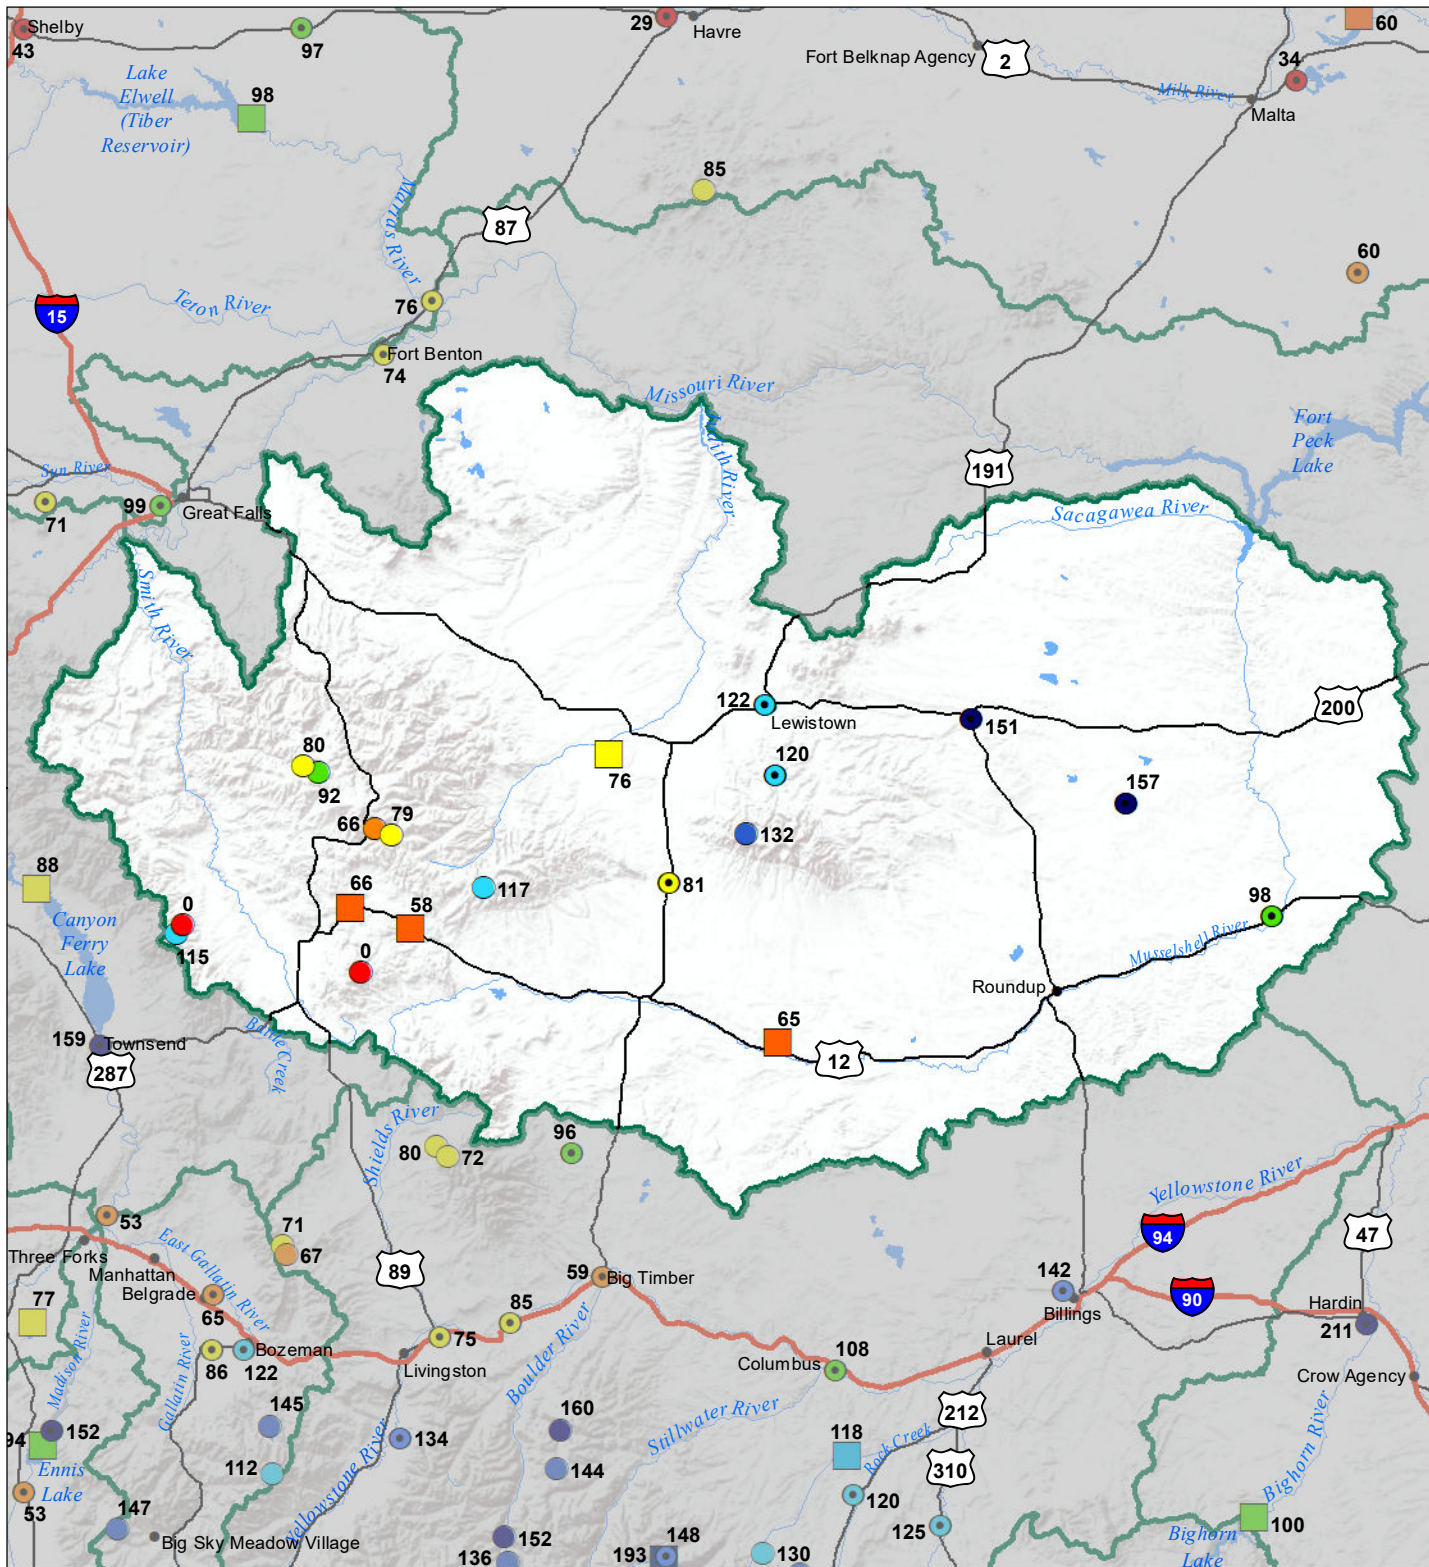 Shelby
43
97
29
Havre
Fort Belknap Agency
2
34
60
Milk River
Malta
Lake
Elwell
(Tiber
Reservoir)
98
Marias River
85
87
60
Teton River
15
76
Fort Benton
74
Missouri River
Judith River
Fort
Peck
Lake
Sun River
191
71
99
Great Falls
Sacagawea River
Smith River
122
Lewistown
151
200
80
92
76
120
157
66
79
132
88
66
58
117
81
98
0
115
0
Canyon
Ferry
Lake
Musselshell River
Roundup
159
Townsend
287
Battle Creek
65
12
Shields River
80
72
96
53
Three Forks
71
67
East Gallatin River
Manhattan
Belgrade
65
89
59
Big Timber
Yellowstone River
94
47
142
Billings
90
Hardin
211
77
Madison River
Gallatin River
86
122
Bozeman
75
Livingston
85
Boulder River
Columbus
108
Laurel
Crow Agency
94
152
Ennis
Lake
145
112
134
Yellowstone River
160
144
Stillwater River
118
Rock Creek
212
310
Bighorn River
53
147
Big Sky Meadow Village
152
136
193
148
130
120
125
100
Bighorn
Lake